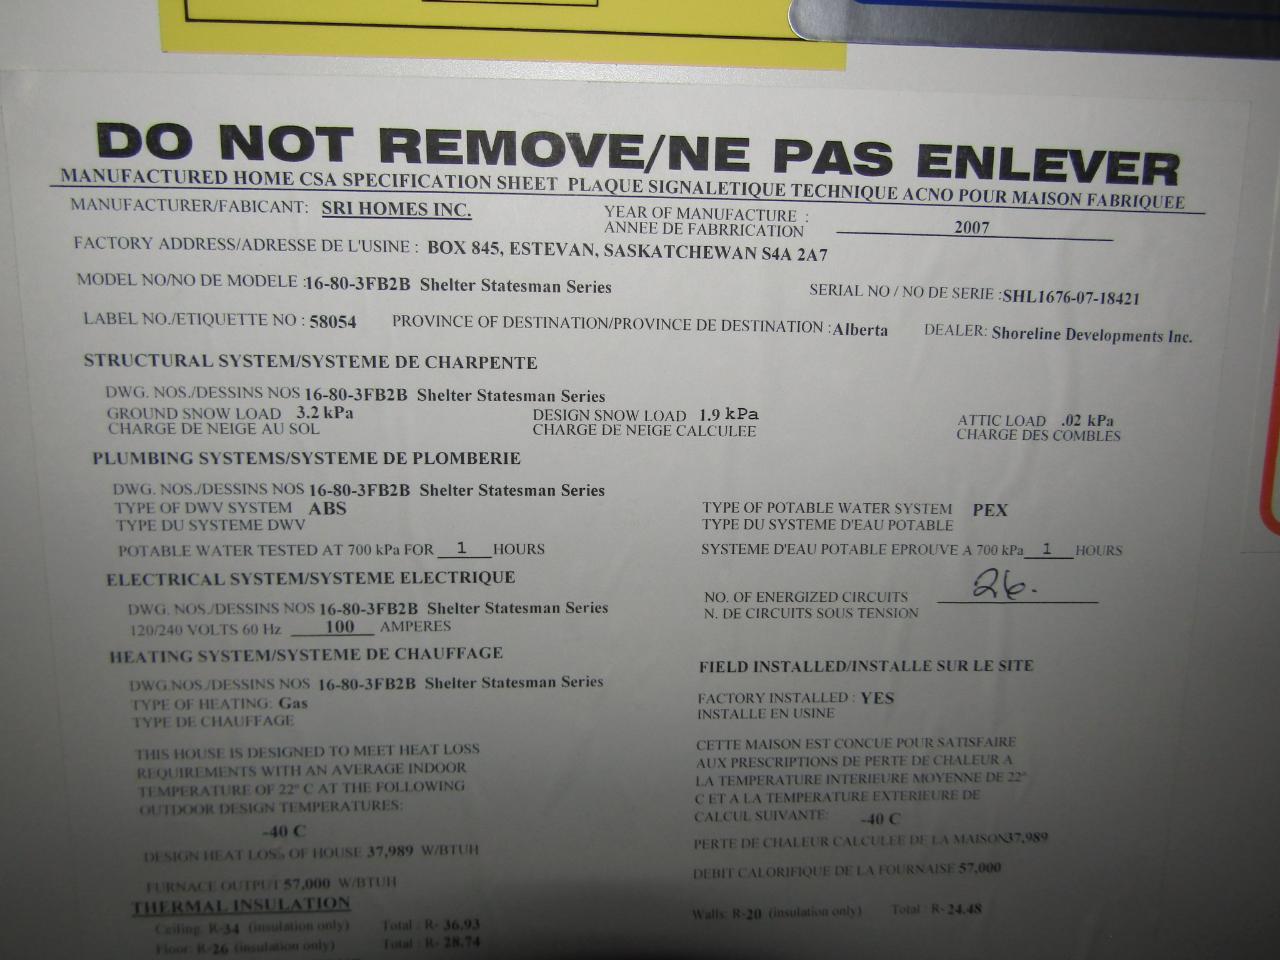 DO NOT REMOVE/NE PAS ENLEVER
MANUFACTURED HOME CSA SPECIFICATION SHEET PLAQUE SIGNALETIQUE TECHNIQUE ACNO POUR MAISON FABRIQUEE
MANUFACTURER/FABICANT: SRI HOMES INC. YEAR OF MANUFACTURE : 2007
ANNEE DE FABRRICATION
FACTORY ADDRESS/ADRESSE DE L'USINE : BOX 845, ESTEVAN, SASKATCHEWAN S4A 2A7
MODEL NO/NO DE MODELE :16-80-3FB2B Shelter Statesman Series SERIAL NO / NO DE SERIE :SHL1676-07-18421
LABEL NO./ETIQUETTE NO : 58054 PROVINCE OF DESTINATION/PROVINCE DE DESTINATION :Alberta DEALER: Shoreline Developments Inc.
STRUCTURAL SYSTEM/SYSTEME DE CHARPENTE
DWG. NOS./DESSINS NOS 16-80-3FB2B Shelter Statesman Series
GROUND SNOW LOAD 3.2 kPa DESIGN SNOW LOAD 1.9 kPa ATTIC LOAD .02 kPa
CHARGE DE NEIGE AU SOL CHARGE DE NEIGE CALCULEE CHARGE DES COMBLES
PLUMBING SYSTEMS/SYSTEME DE PLOMBERIE
DWG. NOS./DESSINS NOS 16-80-3FB2B Shelter Statesman Series
TYPE OF DWV SYSTEM ABS TYPE OF POTABLE WATER SYSTEM PEX
TYPE DU SYSTEME DWV TYPE DU SYSTEME D'EAU POTABLE
POTABLE WATER TESTED AT 700 kPa FOR 1 HOURS SYSTEME D'EAU POTABLE EPROUVE A 700 kPa 1 HOURS
ELECTRICAL SYSTEM/SYSTEME ELECTRIQUE
DWG. NOS./DESSINS NOS 16-80-3FB2B Shelter Statesman Series NO. OF ENERGIZED CIRCUITS 26.
120/240 VOLTS 60 Hz 100 AMPERES N. DE CIRCUITS SOUS TENSION
HEATING SYSTEM/SYSTEME DE CHAUFFAGE FIELD INSTALLED/INSTALLE SUR LE SITE
DWG.NOS./DESSINS NOS 16-80-3FB2B Shelter Statesman Series
TYPE OF HEATING: Gas FACTORY INSTALLED : YES
TYPE DE CHAUFFAGE INSTALLE EN USINE
THIS HOUSE IS DESIGNED TO MEET HEAT LOSS
REQUIREMENTS WITH AN AVERAGE INDOOR
TEMPERATURE OF 22° C AT THE FOLLOWING
OUTDOOR DESIGN TEMPERATURES:
-40 C
DESIGN HEAT LOSS OF HOUSE 37,989 W/BTUH
FURNACE OUTPUT 57,000 W/BTUH
CETTE MAISON EST CONCUE POUR SATISFAIRE
AUX PRESCRIPTIONS DE PERTE DE CHALEUR A
LA TEMPERATURE INTERIEURE MOYENNE DE 22°
C ET A LA TEMPERATURE EXTERIEURE DE
CALCUL SUIVANTE: -40 C
PERTE DE CHALEUR CALCULEE DE LA MAISON37,989
DEBIT CALORIFIQUE DE LA FOURNAISE 57,000
THERMAL INSULATION
Ceiling: R-34 (insulation only) Total : R- 36.93 Walls: R-20 (insulation only) Total : R- 24.48
Floor: R-26 (insulation only) Total : R- 28.74